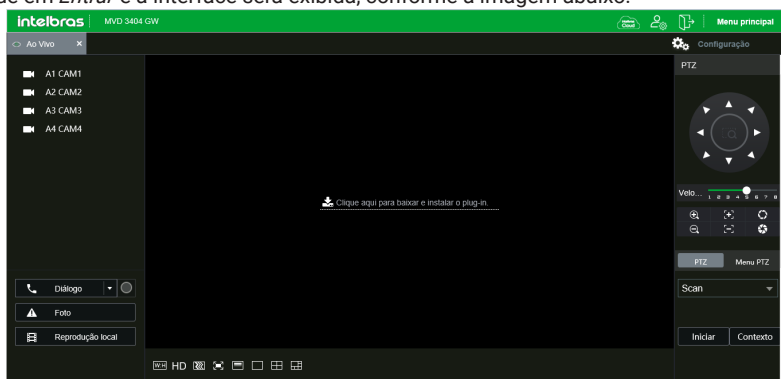 de em Entrar e a interface será exibida, conforme a imagem abaixo:
intelbras MVD 3404 GW Menu principal
Ao Vivo × Configuração
PTZ
A1 CAM1
A2 CAM2
A3 CAM3
A4 CAM4
Velo... 1 2 3 4 5 6 7 8
Clique aqui para baixar e instalar o plug-in.
PTZ Menu PTZ
Diálogo
Scan
Foto
Reprodução local
Iniciar Contexto
W:H HD